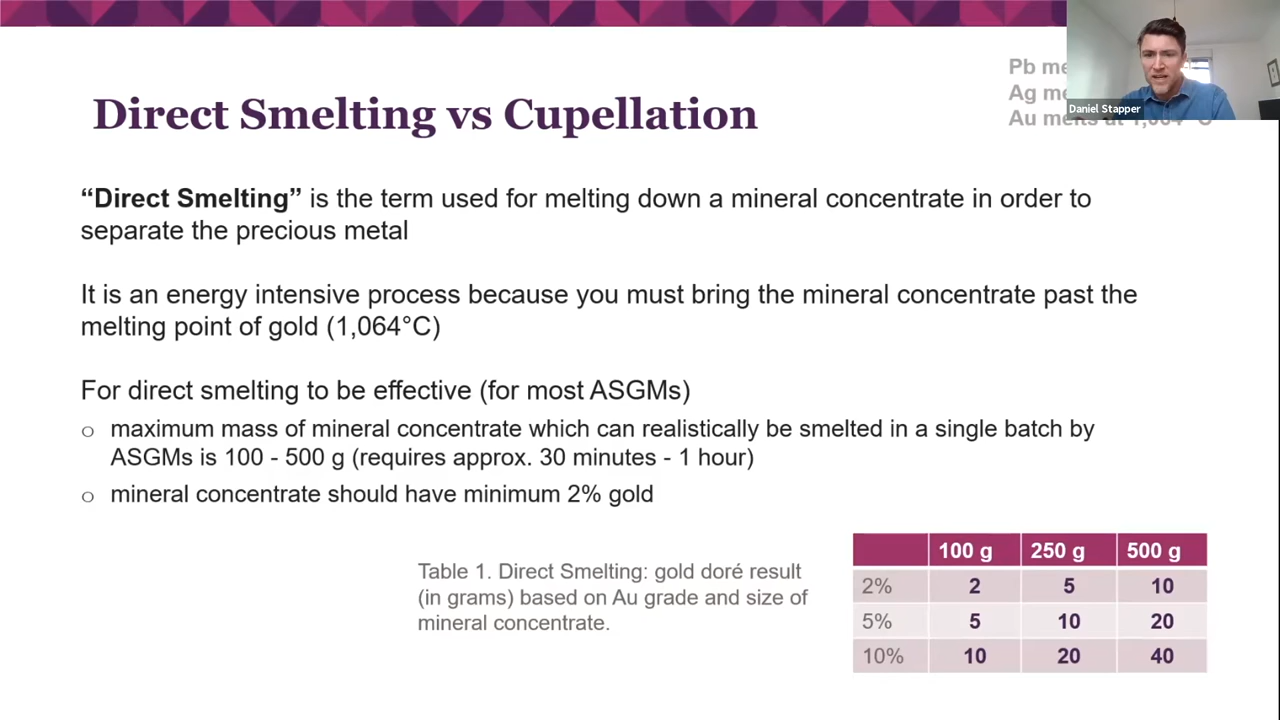 Pb me
Ag me
Au melts at 1,064 °C
Daniel Stapper
Direct Smelting vs Cupellation
“Direct Smelting” is the term used for melting down a mineral concentrate in order to
separate the precious metal
It is an energy intensive process because you must bring the mineral concentrate past the
melting point of gold (1,064°C)
For direct smelting to be effective (for most ASGMs)
o maximum mass of mineral concentrate which can realistically be smelted in a single batch by
ASGMs is 100 - 500 g (requires approx. 30 minutes - 1 hour)
o mineral concentrate should have minimum 2% gold
Table 1. Direct Smelting: gold doré result
(in grams) based on Au grade and size of
mineral concentrate.
100 g 250 g 500 g
2% 2 5 10
5% 5 10 20
10% 10 20 40